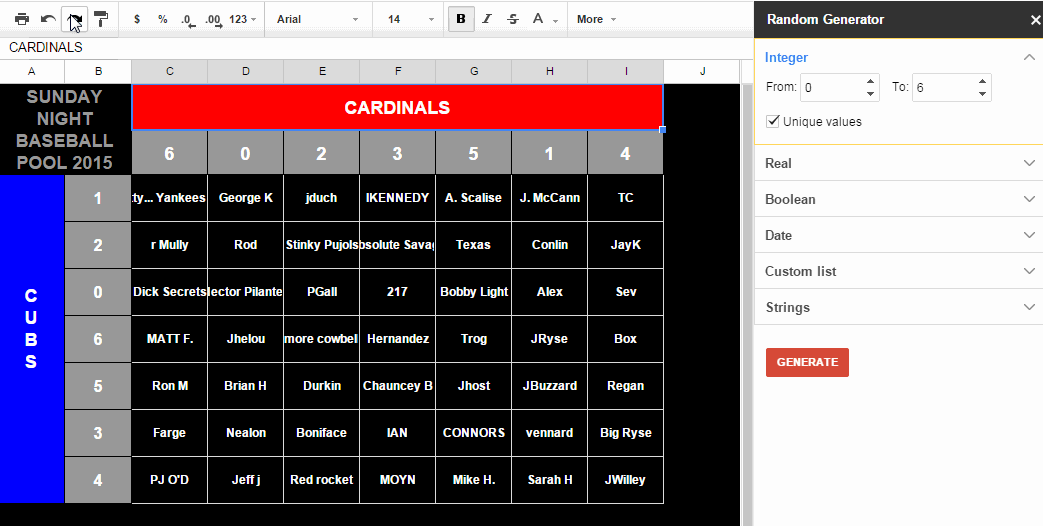 $ % .0 .00 123 Arial 14 B I S A More
CARDINALS
A B C D E F G H I J
SUNDAY
NIGHT
BASEBALL
POOL 2015
CARDINALS
6 0 2 3 5 1 4
CUBS
1 ty... Yankees George K jduch IKENNEDY A. Scalise J. McCann TC
2 r Mully Rod Stinky Pujols bsolute Savag Texas Conlin JayK
0 Dick Secrets lector Pilante PGall 217 Bobby Light Alex Sev
6 MATT F. Jhelou more cowbell Hernandez Trog JRyse Box
5 Ron M Brian H Durkin Chauncey B Jhost JBuzzard Regan
3 Farge Nealon Boniface IAN CONNORS vennard Big Ryse
4 PJ O'D Jeff j Red rocket MOYN Mike H. Sarah H JWilley
Random Generator
Integer
From: 0 To: 6
Unique values
Real
Boolean
Date
Custom list
Strings
GENERATE